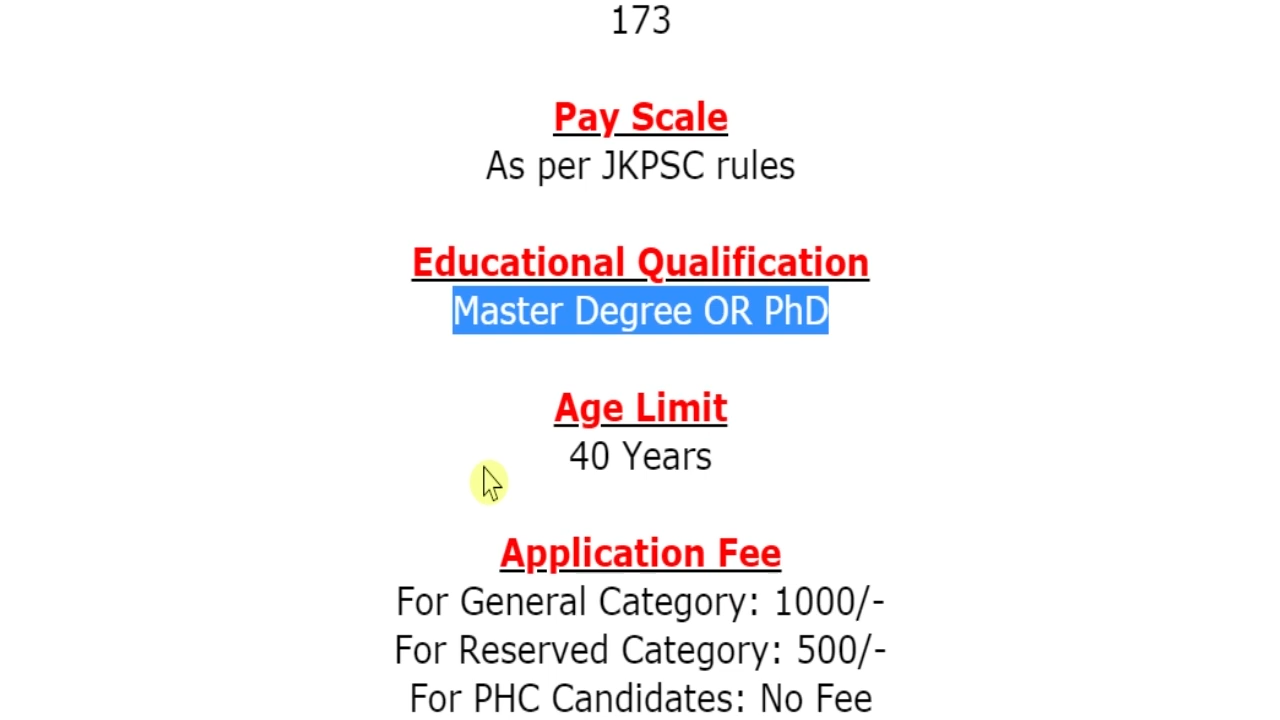 173
Pay Scale
As per JKPSC rules
Educational Qualification
Master Degree OR PhD
Age Limit
40 Years
Application Fee
For General Category: 1000/-
For Reserved Category: 500/-
For PHC Candidates: No Fee